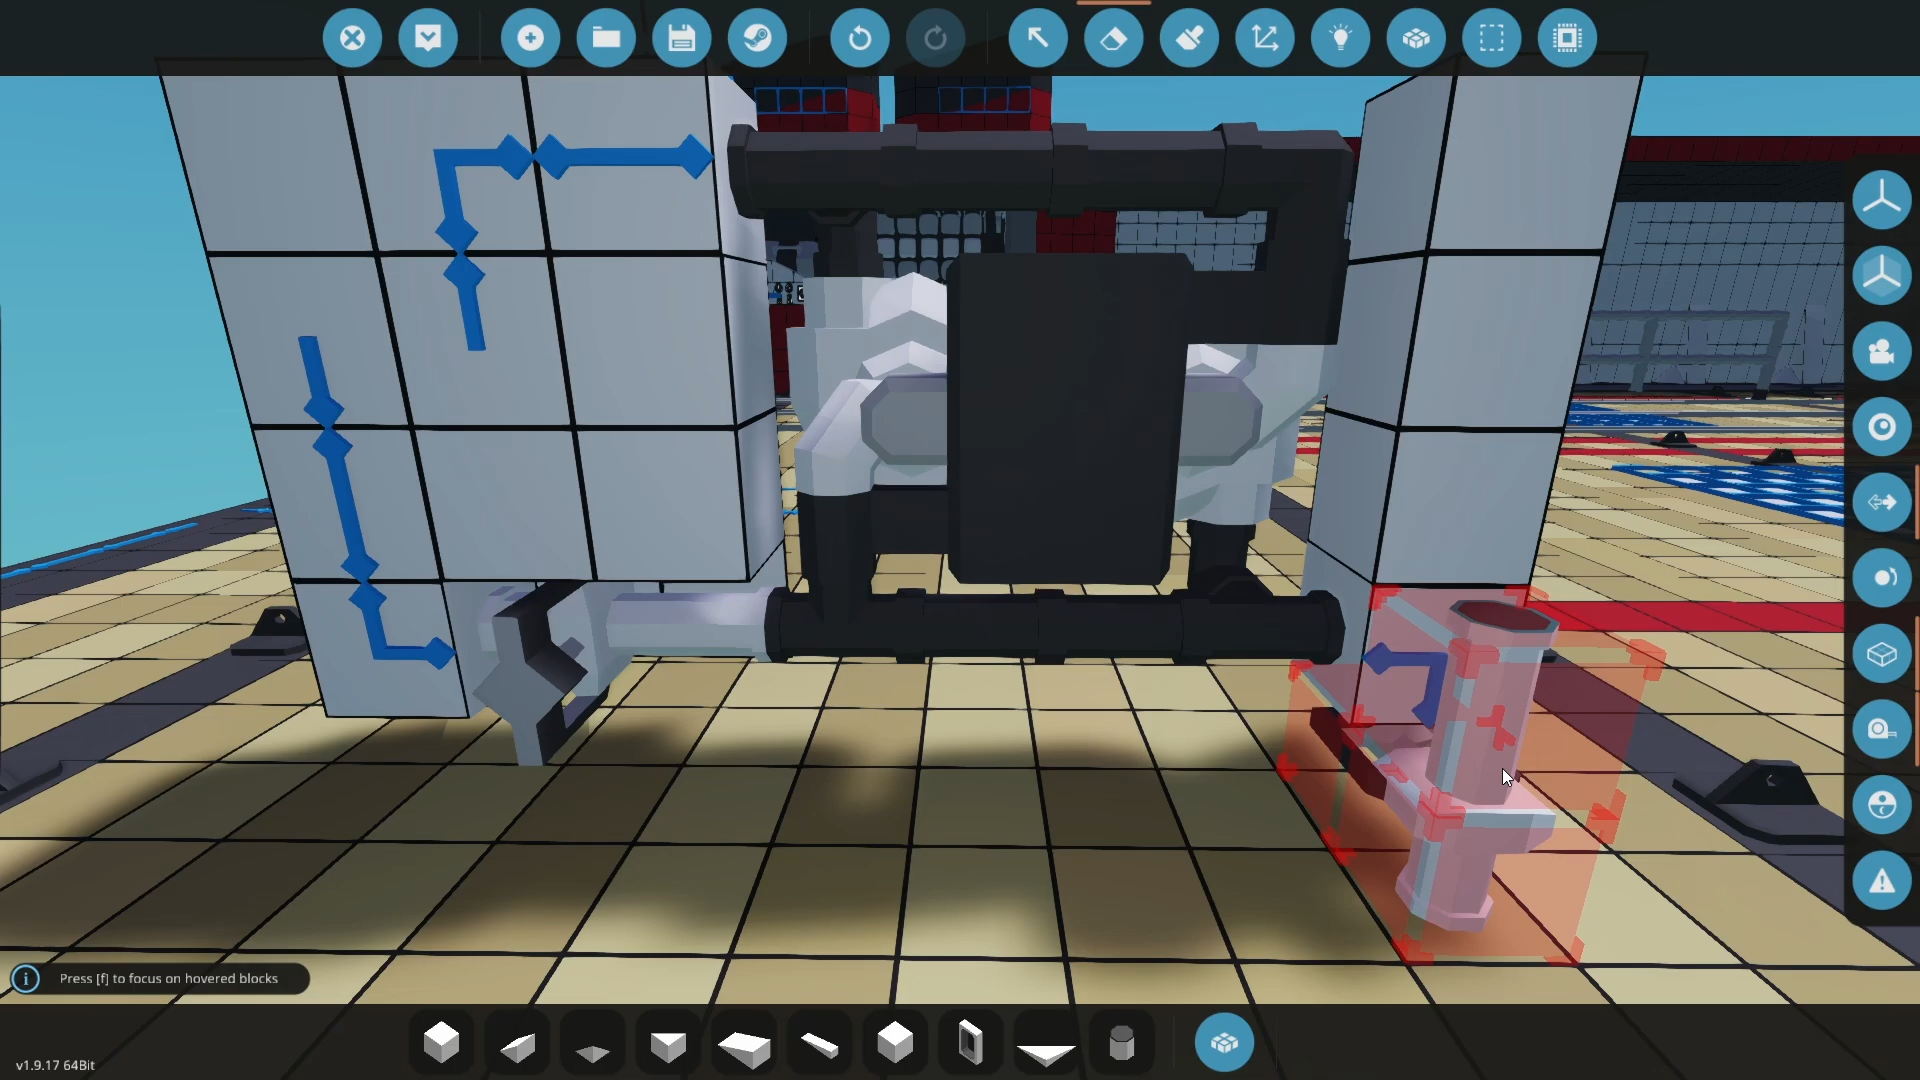 Press [f] to focus on hovered blocks
v1.9.17 64Bit